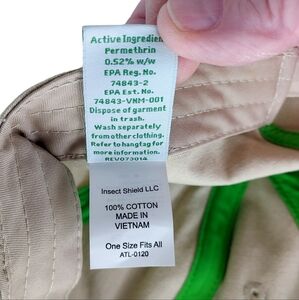 Active Ingredient
Permethrin
0.52% w/w
EPA Reg. No.
74843-2
EPA Est. No.
74843-VNM-001
Dispose of garment
in trash.
Wash separately
from other clothing.
Refer to hangtag for
more information.
REV073014
Insect Shield LLC
100% COTTON
MADE IN
VIETNAM
One Size Fits All
ATL-0120